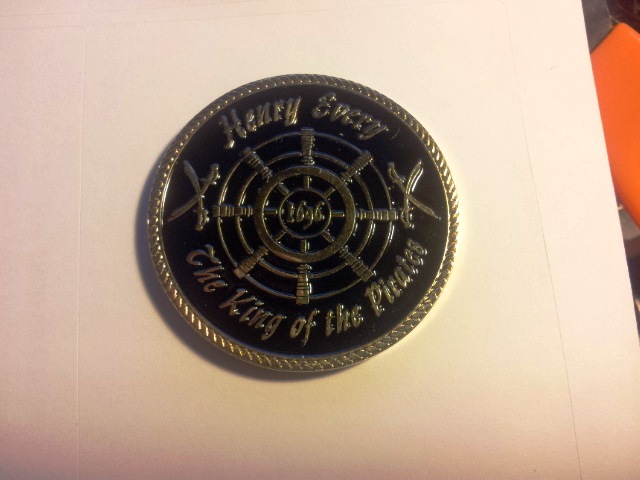 Henry Every
1696
The King of the Pirates